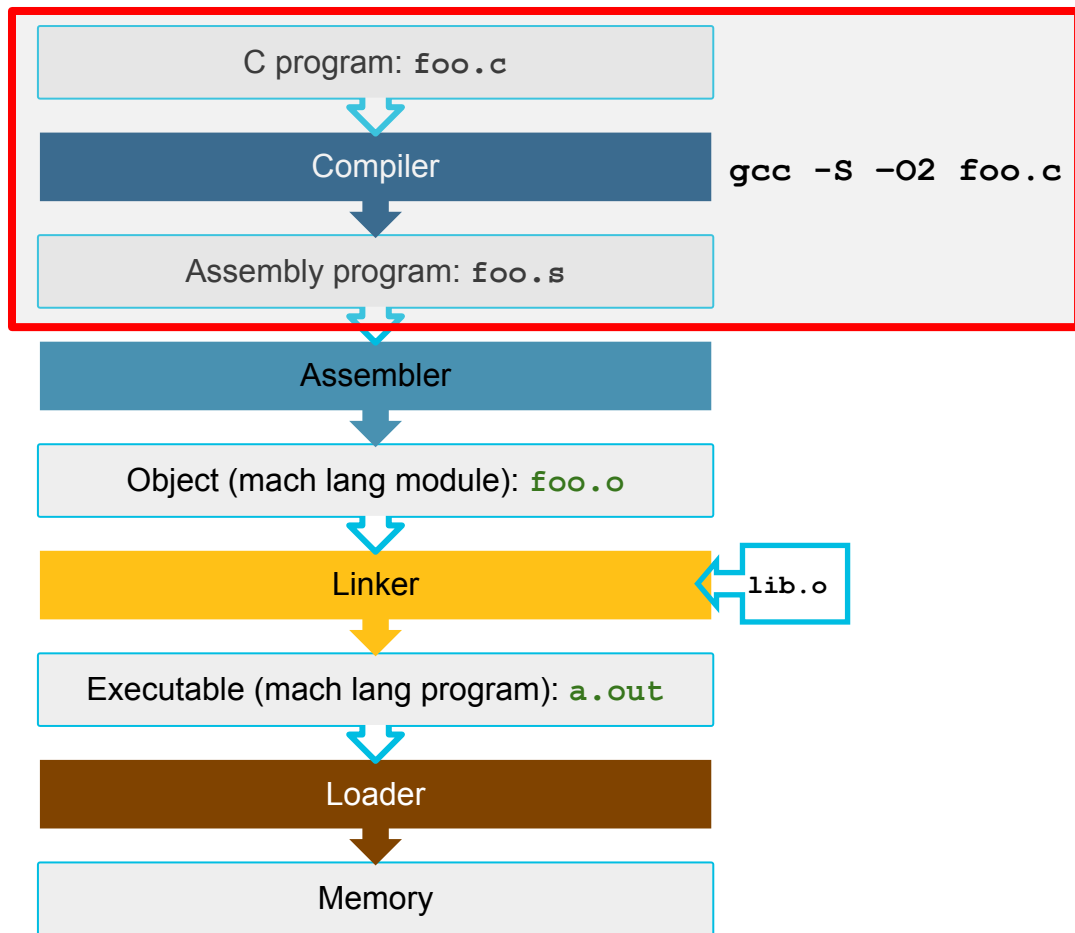 C program: foo.c
Compiler
gcc -S –O2 foo.c
Assembly program: foo.s
Assembler
Object (mach lang module): foo.o
Linker
lib.o
Executable (mach lang program): a.out
Loader
Memory